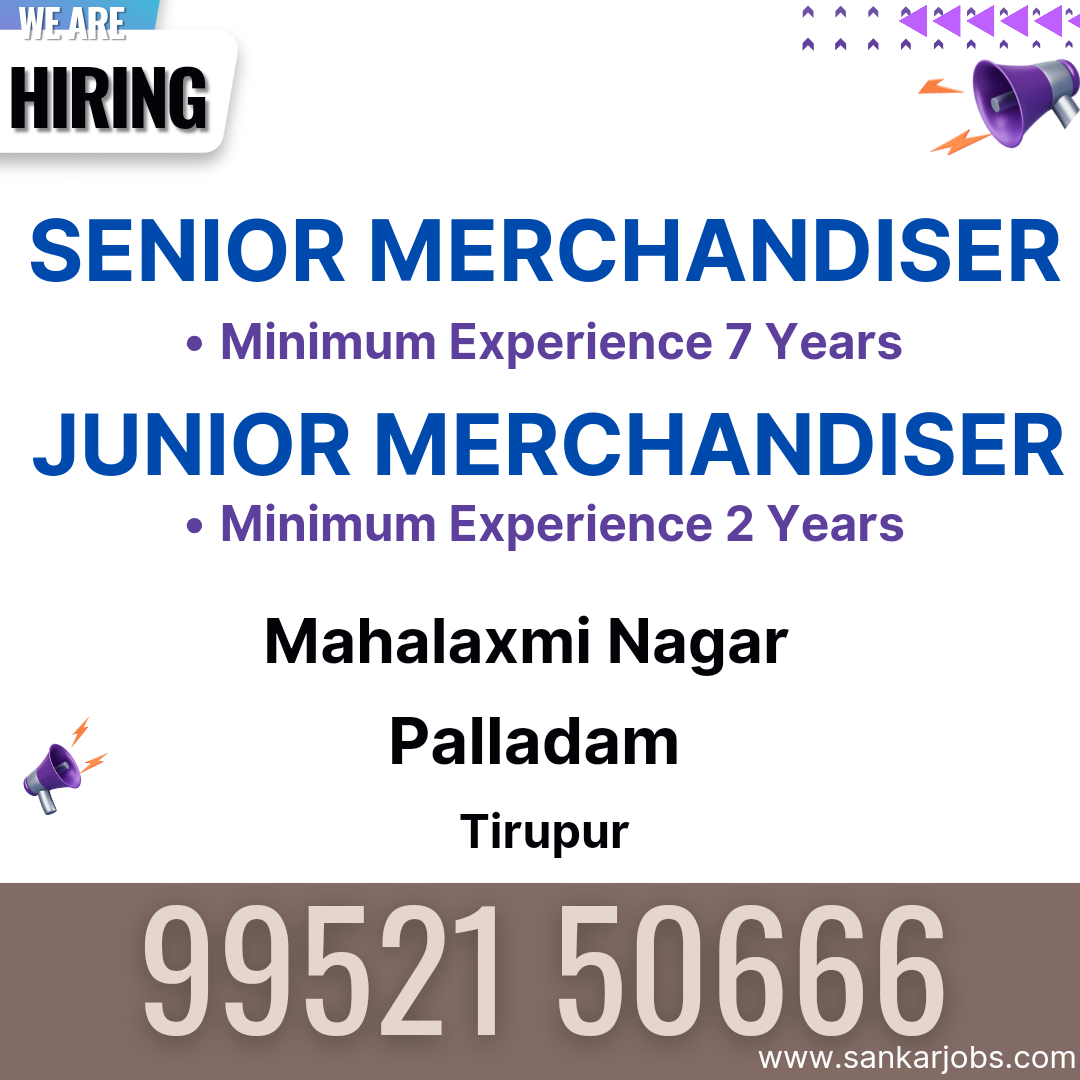 WE ARE
HIRING
SENIOR MERCHANDISER
• Minimum Experience 7 Years
JUNIOR MERCHANDISER
• Minimum Experience 2 Years
Mahalaxmi Nagar
Palladam
Tirupur
99521 50666
www.sankarjobs.com